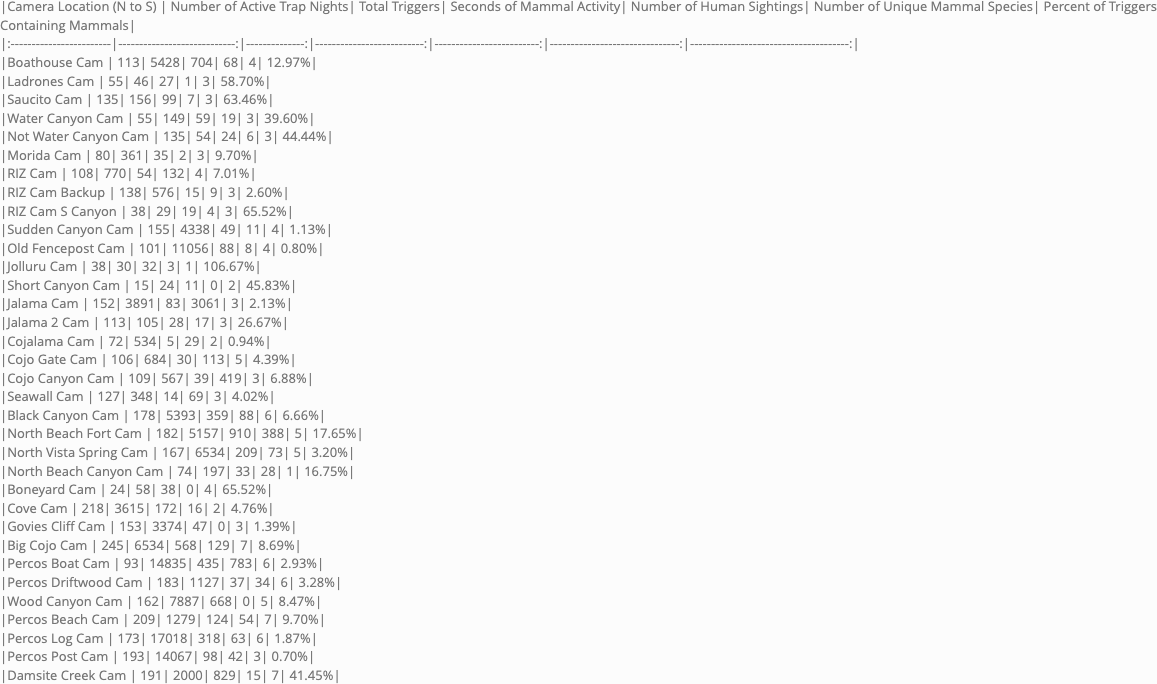 |Camera Location (N to S) | Number of Active Trap Nights| Total Triggers| Seconds of Mammal Activity| Number of Human Sightings| Number of Unique Mammal Species| Percent of Triggers
Containing Mammals|
|:------------------------|----------------------------:|--------------:|--------------------------:|-------------------------:|-------------------------------:|--------------------------------------:|
|Boathouse Cam | 113| 5428| 704| 68| 4| 12.97%|
|Ladrones Cam | 55| 46| 27| 1| 3| 58.70%|
|Saucito Cam | 135| 156| 99| 7| 3| 63.46%|
|Water Canyon Cam | 55| 149| 59| 19| 3| 39.60%|
|Not Water Canyon Cam | 135| 54| 24| 6| 3| 44.44%|
|Morida Cam | 80| 361| 35| 2| 3| 9.70%|
|RIZ Cam | 108| 770| 54| 132| 4| 7.01%|
|RIZ Cam Backup | 138| 576| 15| 9| 3| 2.60%|
|RIZ Cam S Canyon | 38| 29| 19| 4| 3| 65.52%|
|Sudden Canyon Cam | 155| 4338| 49| 11| 4| 1.13%|
|Old Fencepost Cam | 101| 11056| 88| 8| 4| 0.80%|
|Jolluru Cam | 38| 30| 32| 3| 1| 106.67%|
|Short Canyon Cam | 15| 24| 11| 0| 2| 45.83%|
|Jalama Cam | 152| 3891| 83| 3061| 3| 2.13%|
|Jalama 2 Cam | 113| 105| 28| 17| 3| 26.67%|
|Cojalama Cam | 72| 534| 5| 29| 2| 0.94%|
|Cojo Gate Cam | 106| 684| 30| 113| 5| 4.39%|
|Cojo Canyon Cam | 109| 567| 39| 419| 3| 6.88%|
|Seawall Cam | 127| 348| 14| 69| 3| 4.02%|
|Black Canyon Cam | 178| 5393| 359| 88| 6| 6.66%|
|North Beach Fort Cam | 182| 5157| 910| 388| 5| 17.65%|
|North Vista Spring Cam | 167| 6534| 209| 73| 5| 3.20%|
|North Beach Canyon Cam | 74| 197| 33| 28| 1| 16.75%|
|Boneyard Cam | 24| 58| 38| 0| 4| 65.52%|
|Cove Cam | 218| 3615| 172| 16| 2| 4.76%|
|Govies Cliff Cam | 153| 3374| 47| 0| 3| 1.39%|
|Big Cojo Cam | 245| 6534| 568| 129| 7| 8.69%|
|Percos Boat Cam | 93| 14835| 435| 783| 6| 2.93%|
|Percos Driftwood Cam | 183| 1127| 37| 34| 6| 3.28%|
|Wood Canyon Cam | 162| 7887| 668| 0| 5| 8.47%|
|Percos Beach Cam | 209| 1279| 124| 54| 7| 9.70%|
|Percos Log Cam | 173| 17018| 318| 63| 6| 1.87%|
|Percos Post Cam | 193| 14067| 98| 42| 3| 0.70%|
|Damsite Creek Cam | 191| 2000| 829| 15| 7| 41.45%|